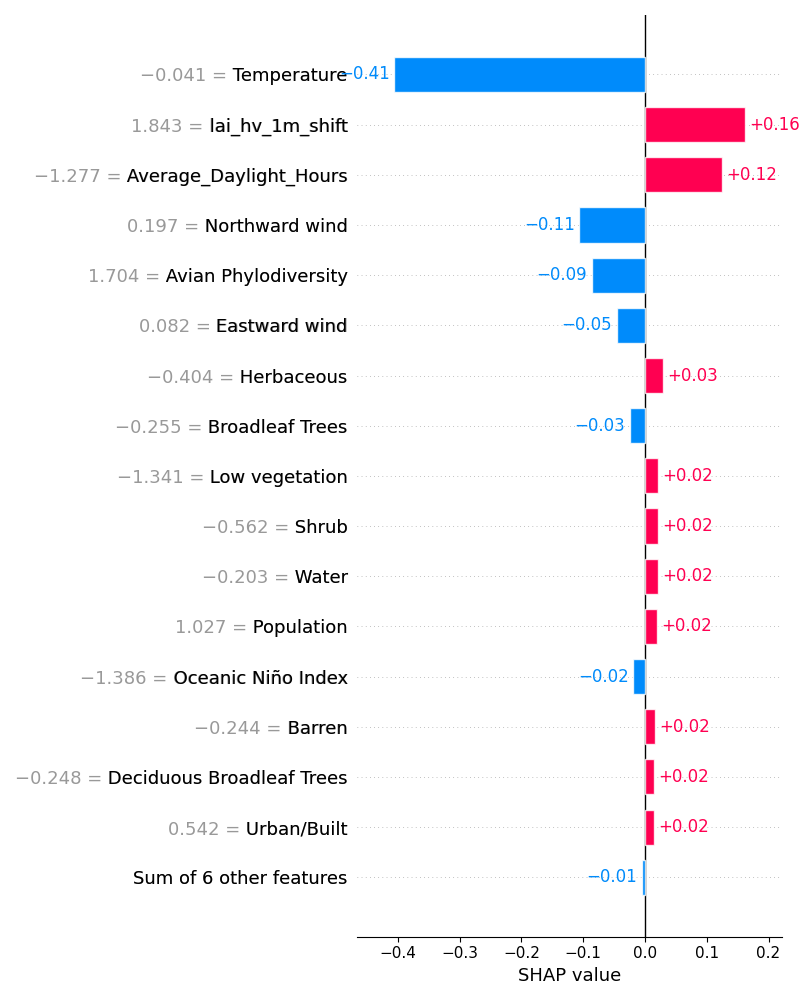 −0.041 = Temperature −0.41
1.843 = lai_hv_1m_shift +0.16
−1.277 = Average_Daylight_Hours +0.12
0.197 = Northward wind −0.11
1.704 = Avian Phylodiversity −0.09
0.082 = Eastward wind −0.05
−0.404 = Herbaceous +0.03
−0.255 = Broadleaf Trees −0.03
−1.341 = Low vegetation +0.02
−0.562 = Shrub +0.02
−0.203 = Water +0.02
1.027 = Population +0.02
−1.386 = Oceanic Niño Index −0.02
−0.244 = Barren +0.02
−0.248 = Deciduous Broadleaf Trees +0.02
0.542 = Urban/Built +0.02
Sum of 6 other features −0.01
−0.4 −0.3 −0.2 −0.1 0.0 0.1 0.2
SHAP value